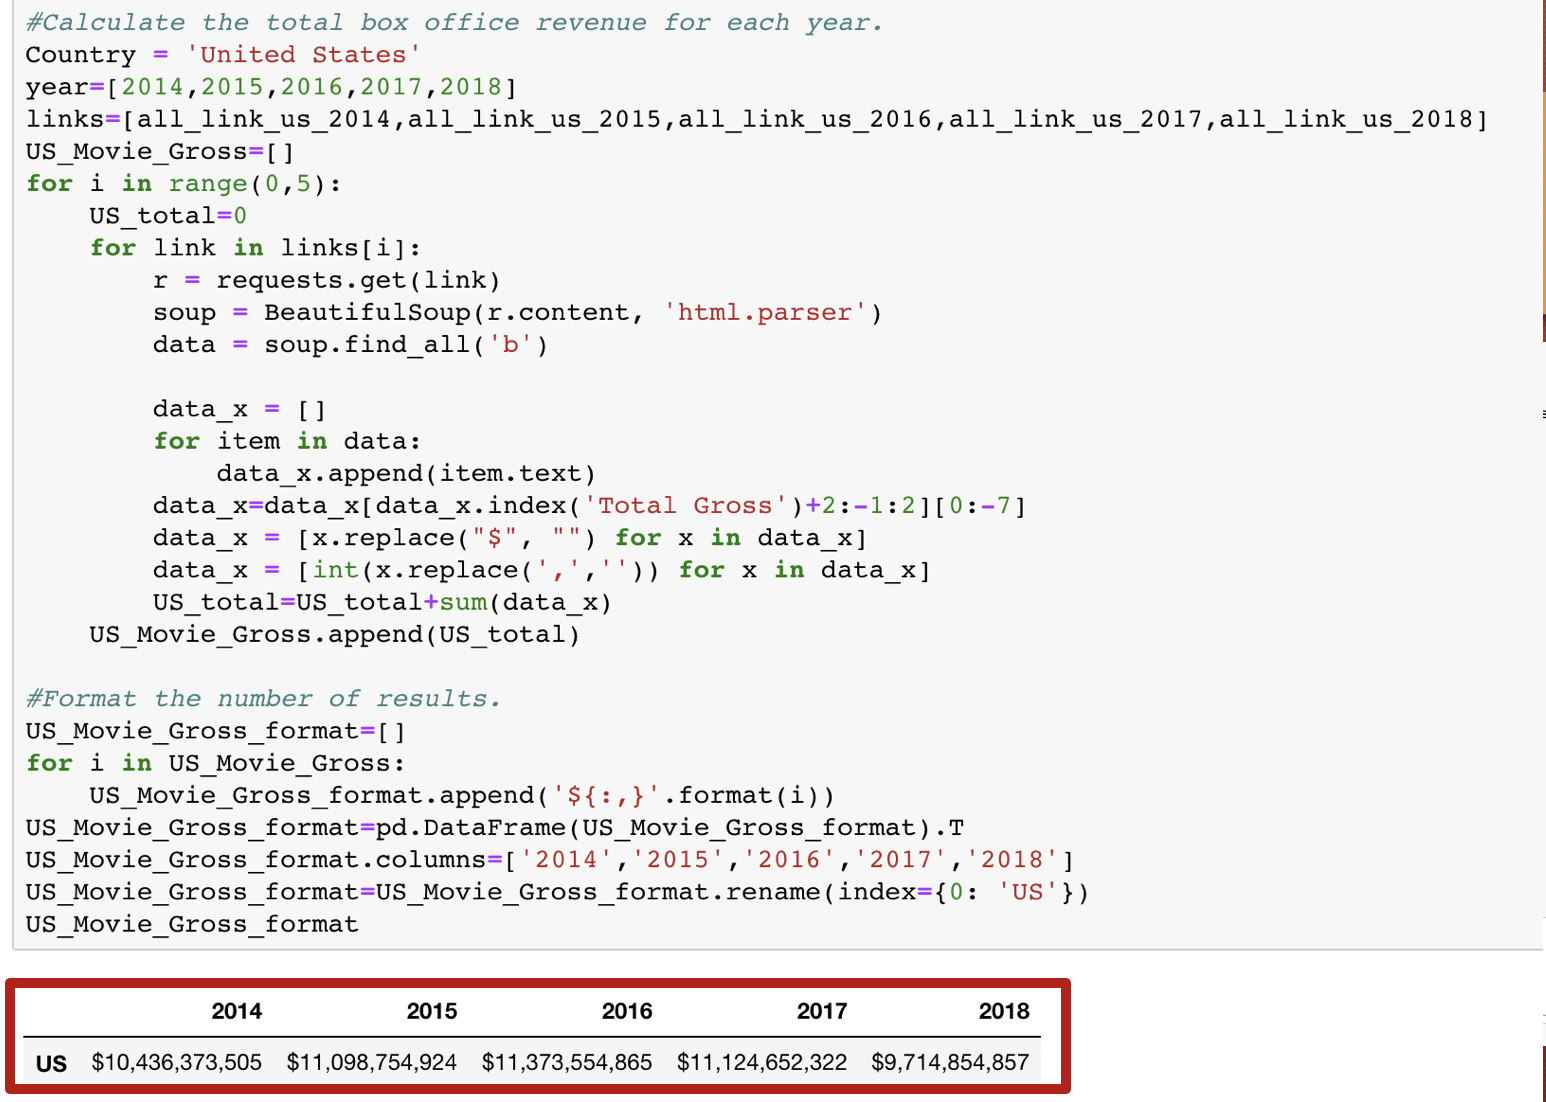 #Calculate the total box office revenue for each year.
Country = 'United States'
year=[2014,2015,2016,2017,2018]
links=[all_link_us_2014,all_link_us_2015,all_link_us_2016,all_link_us_2017,all_link_us_2018]
US_Movie_Gross=[]
for i in range(0,5):
    US_total=0
    for link in links[i]:
        r = requests.get(link)
        soup = BeautifulSoup(r.content, 'html.parser')
        data = soup.find_all('b')

        data_x = []
        for item in data:
            data_x.append(item.text)
        data_x=data_x[data_x.index('Total Gross')+2:-1:2][0:-7]
        data_x = [x.replace("$", "") for x in data_x]
        data_x = [int(x.replace(',','')) for x in data_x]
        US_total=US_total+sum(data_x)
    US_Movie_Gross.append(US_total)

#Format the number of results.
US_Movie_Gross_format=[]
for i in US_Movie_Gross:
    US_Movie_Gross_format.append('${:,}'.format(i))
US_Movie_Gross_format=pd.DataFrame(US_Movie_Gross_format).T
US_Movie_Gross_format.columns=['2014','2015','2016','2017','2018']
US_Movie_Gross_format=US_Movie_Gross_format.rename(index={0: 'US'})
US_Movie_Gross_format
2014 2015 2016 2017 2018
US $10,436,373,505 $11,098,754,924 $11,373,554,865 $11,124,652,322 $9,714,854,857